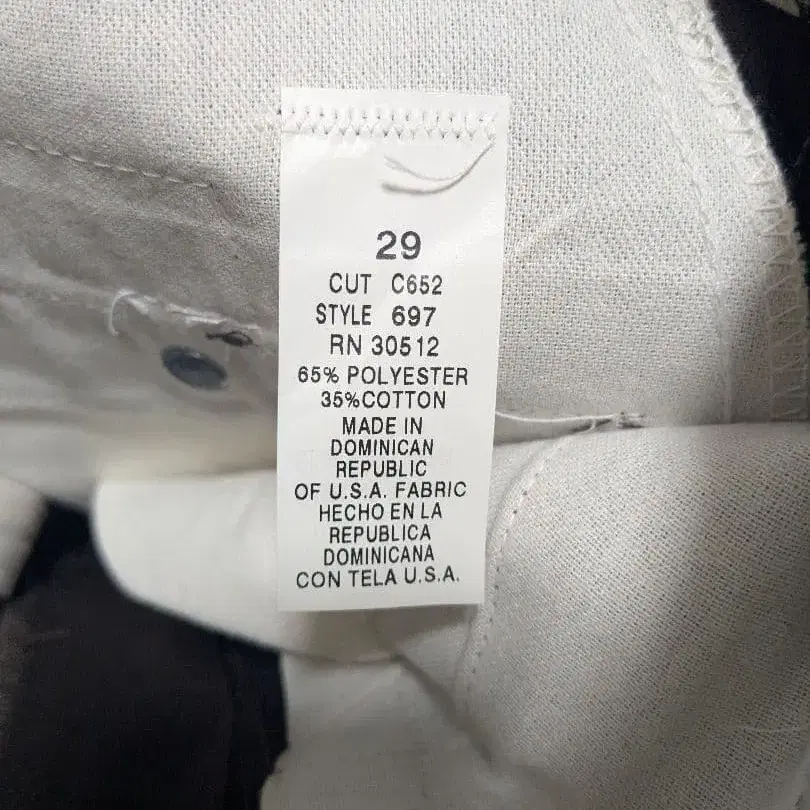 29
CUT C652
STYLE 697
RN 30512
65% POLYESTER
35%COTTON
MADE IN
DOMINICAN
REPUBLIC
OF U.S.A. FABRIC
HECHO EN LA
REPUBLICA
DOMINICANA
CON TELA U.S.A.